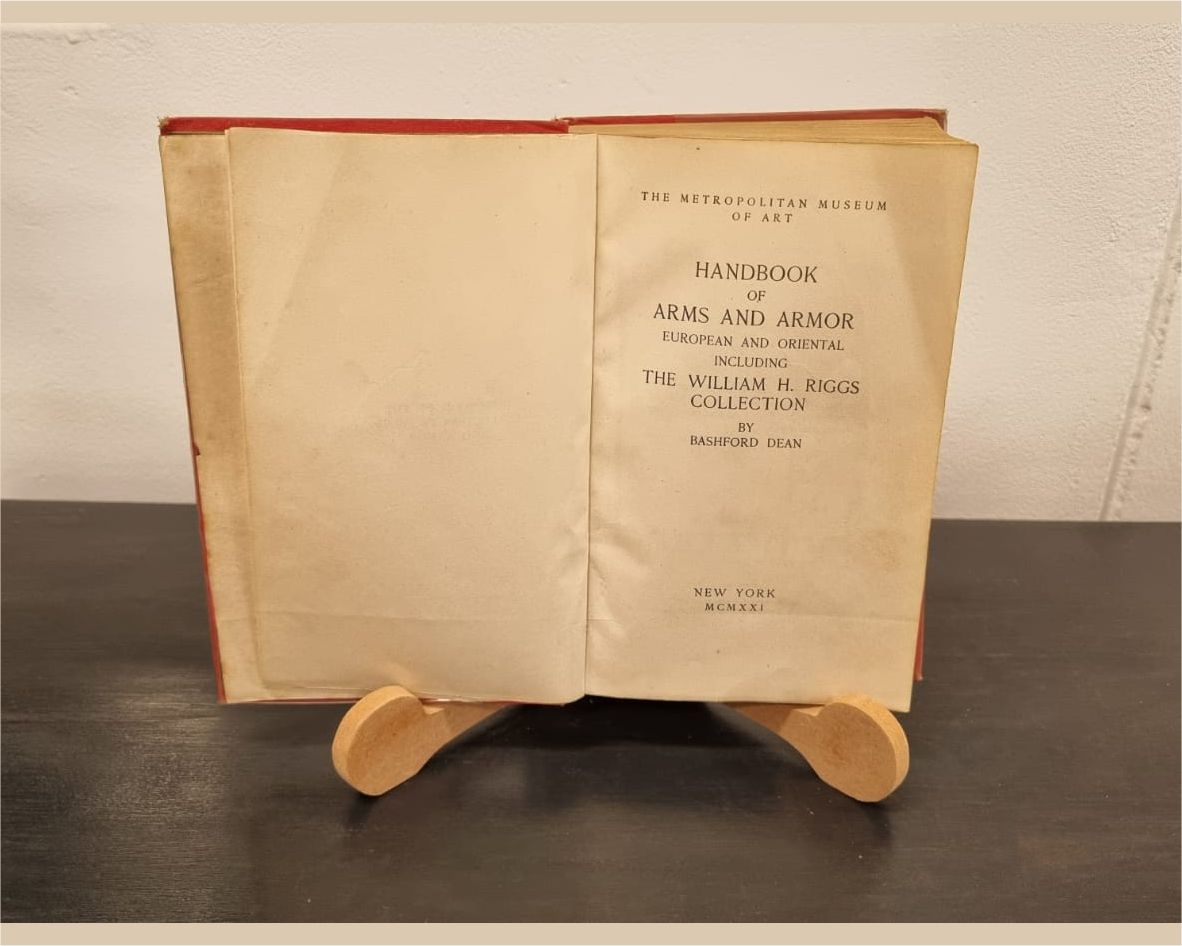 THE METROPOLITAN MUSEUM
OF ART
HANDBOOK
OF
ARMS AND ARMOR
EUROPEAN AND ORIENTAL
INCLUDING
THE WILLIAM H. RIGGS
COLLECTION
BY
BASHFORD DEAN
NEW YORK
MCMXXI